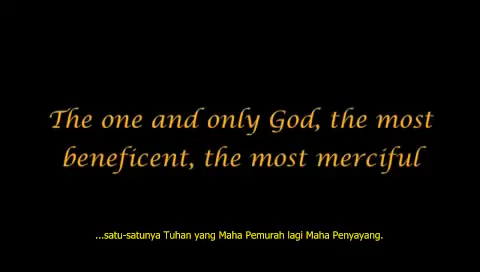 The one and only God, the most
beneficent, the most merciful
...satu-satunya Tuhan yang Maha Pemurah lagi Maha Penyayang.